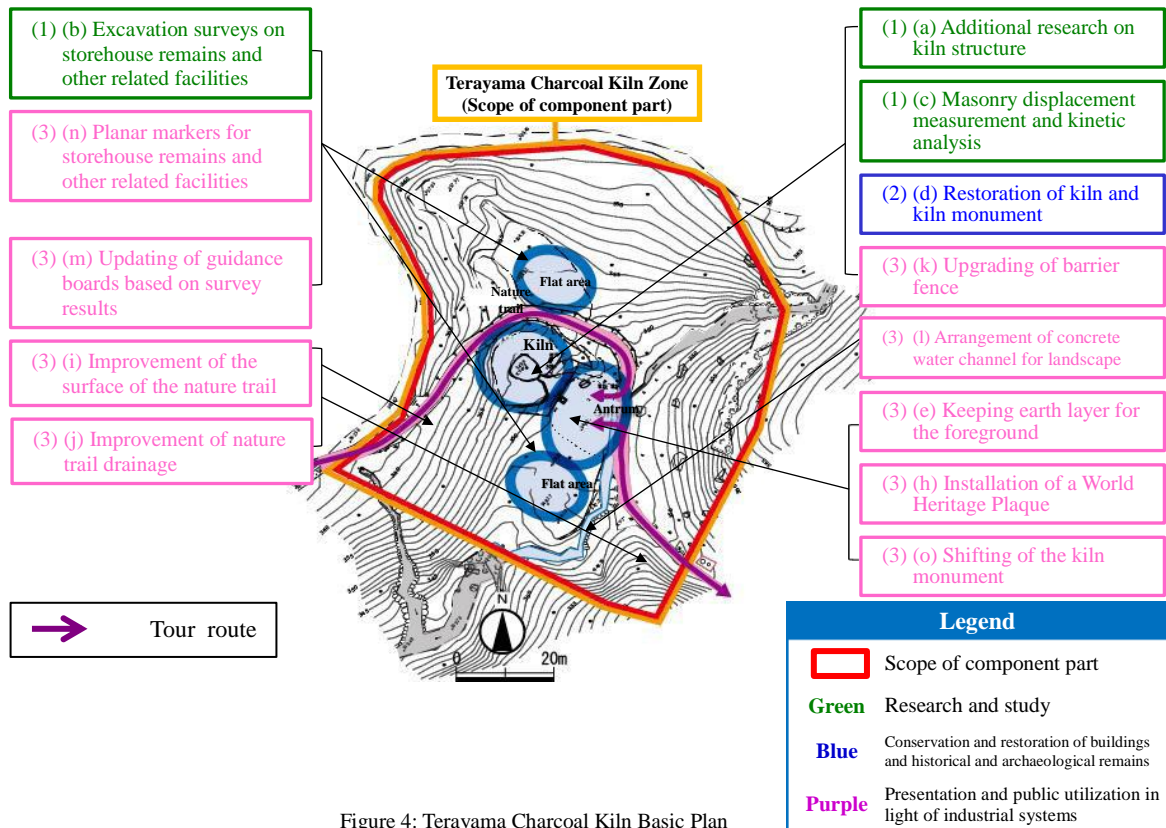 (1) (b) Excavation surveys on
storehouse remains and
other related facilities
(3) (n) Planar markers for
storehouse remains and
other related facilities
(3) (m) Updating of guidance
boards based on survey
results
(3) (i) Improvement of the
surface of the nature trail
(3) (j) Improvement of nature
trail drainage
Tour route
Terayama Charcoal Kiln Zone
(Scope of component part)
Flat area
Nature
trail
Kiln
Antrum
Flat area
N
0 20m
(1) (a) Additional research on
kiln structure
(1) (c) Masonry displacement
measurement and kinetic
analysis
(2) (d) Restoration of kiln and
kiln monument
(3) (k) Upgrading of barrier
fence
(3) (l) Arrangement of concrete
water channel for landscape
(3) (e) Keeping earth layer for
the foreground
(3) (h) Installation of a World
Heritage Plaque
(3) (o) Shifting of the kiln
monument
Legend
Scope of component part
Green Research and study
Blue Conservation and restoration of buildings
and historical and archaeological remains
Purple Presentation and public utilization in
light of industrial systems
Figure 4: Terayama Charcoal Kiln Basic Plan